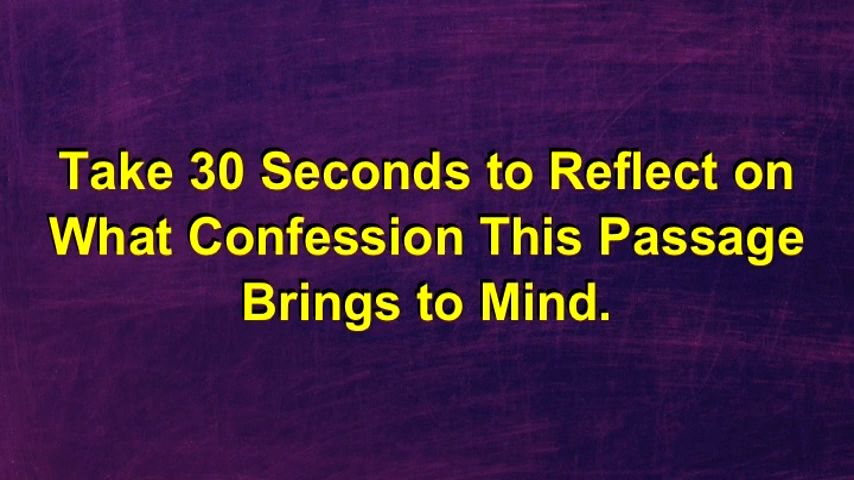 Take 30 Seconds to Reflect on
What Confession This Passage
Brings to Mind.